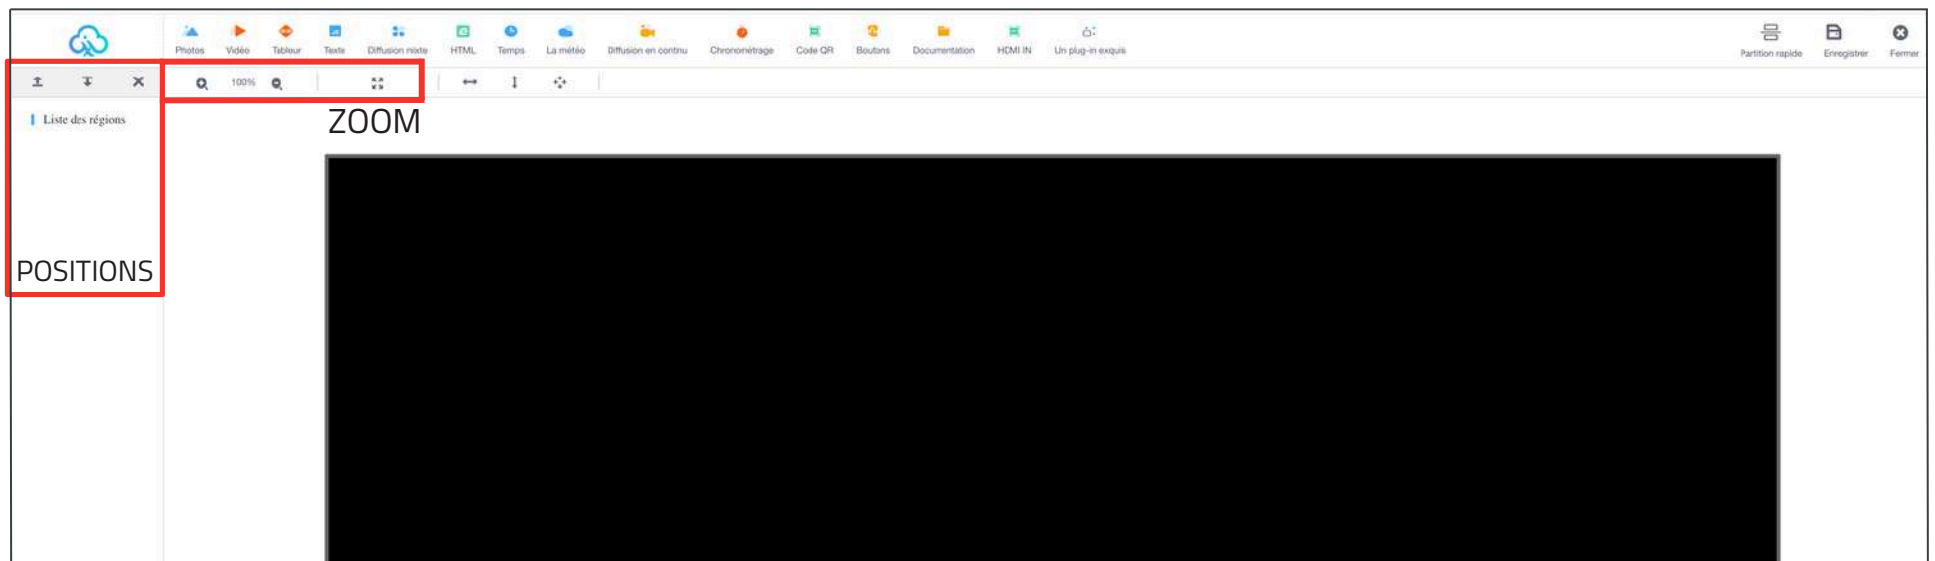 Photos Vidéo Tableur Texte Diffusion mixte HTML Temps La météo Diffusion en continu Chronométrage Code QR Boutons Documentation HDMI IN Un plug-in exquis Partition rapide Enregistrer Fermer
100%
Liste des régions
ZOOM
POSITIONS